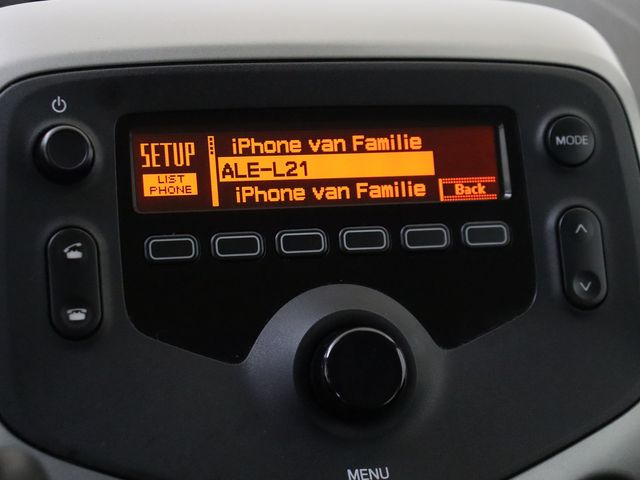 SETUP
LIST
PHONE
iPhone van Familie
ALE-L21
iPhone van Familie
Back
MODE
MENU